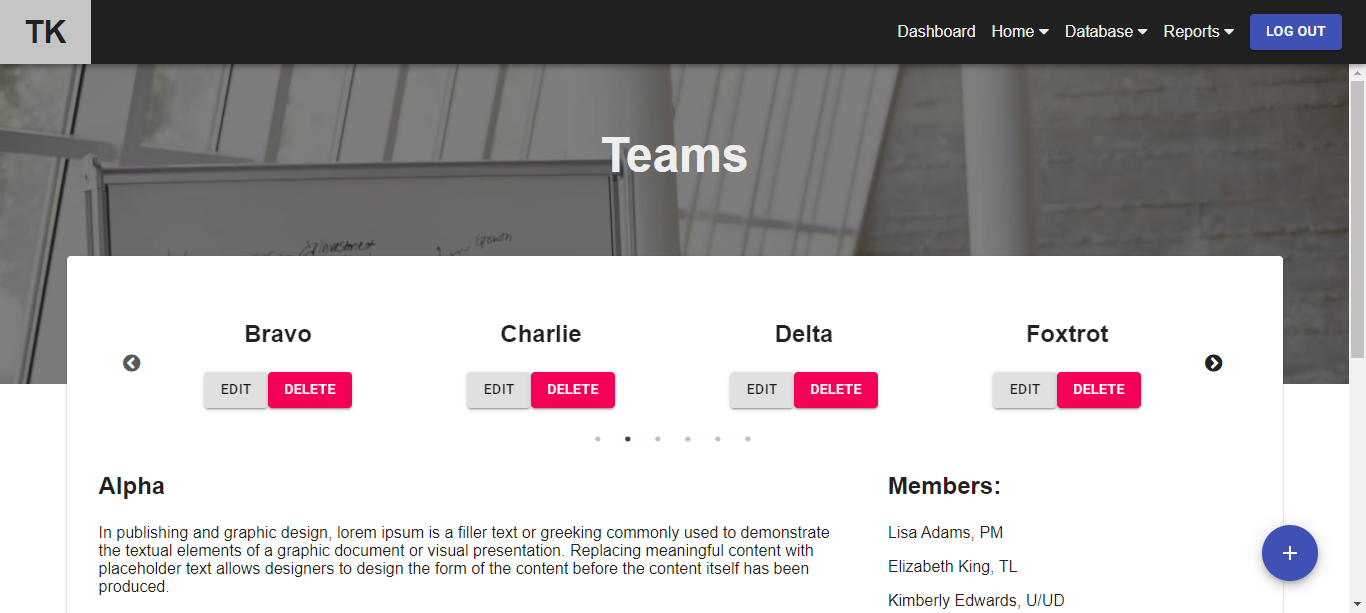 TK
Dashboard Home Database Reports LOG OUT
Teams
Investment Growth
Bravo Charlie Delta Foxtrot
EDIT DELETE EDIT DELETE EDIT DELETE EDIT DELETE
Alpha
In publishing and graphic design, lorem ipsum is a filler text or greeking commonly used to demonstrate
the textual elements of a graphic document or visual presentation. Replacing meaningful content with
placeholder text allows designers to design the form of the content before the content itself has been
produced.
Members:
Lisa Adams, PM
Elizabeth King, TL
Kimberly Edwards, U/UD